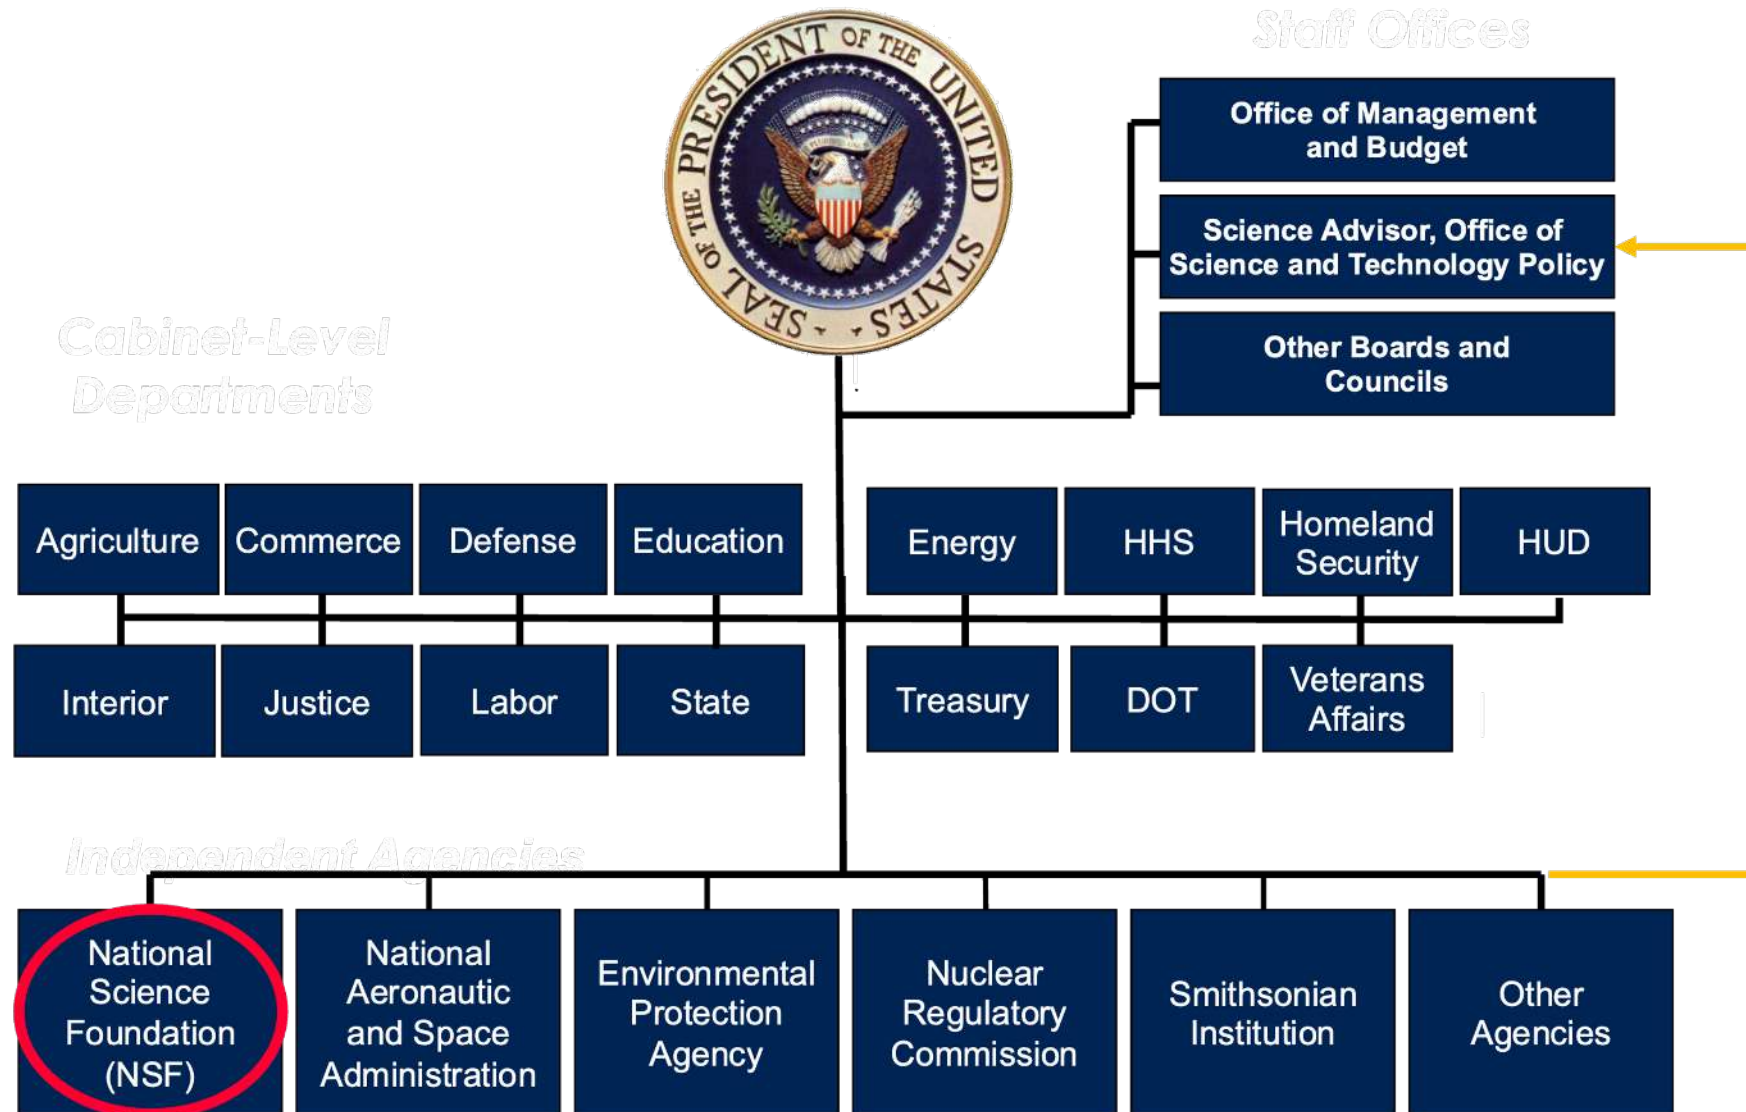 Staff Offices
SEAL OF THE PRESIDENT OF THE UNITED STATES
Office of Management
and Budget
Science Advisor, Office of
Science and Technology Policy
Other Boards and
Councils
Cabinet-Level
Departments
Agriculture
Commerce
Defense
Education
Energy
HHS
Homeland
Security
HUD
Interior
Justice
Labor
State
Treasury
DOT
Veterans
Affairs
Independent Agencies
National
Science
Foundation
(NSF)
National
Aeronautic
and Space
Administration
Environmental
Protection
Agency
Nuclear
Regulatory
Commission
Smithsonian
Institution
Other
Agencies